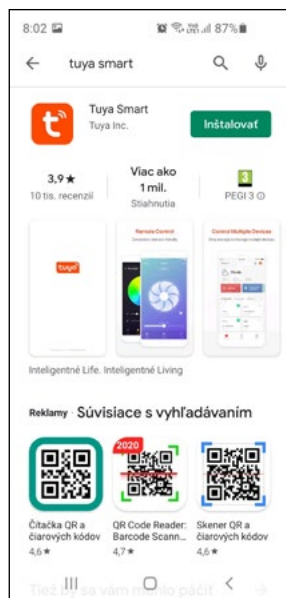 8:02 87%
tuya smart
Tuya Smart
Tuya Inc.
Inštalovať
3,9 ★
10 tis. recenzií
Viac ako
1 mil.
Stiahnutia
3
PEGI 3
tuya
Remote Control
Control Multiple Devices
Inteligentné Life. Inteligentné Living
Reklamy · Súvisiace s vyhľadávaním
2020
Čítačka QR a
čiarových kódov
4,6 ★
QR Code Reader:
Barcode Scann...
4,7 ★
Skener QR a
čiarových kódov
4,6 ★
Tiež by sa vám mohlo páčiť